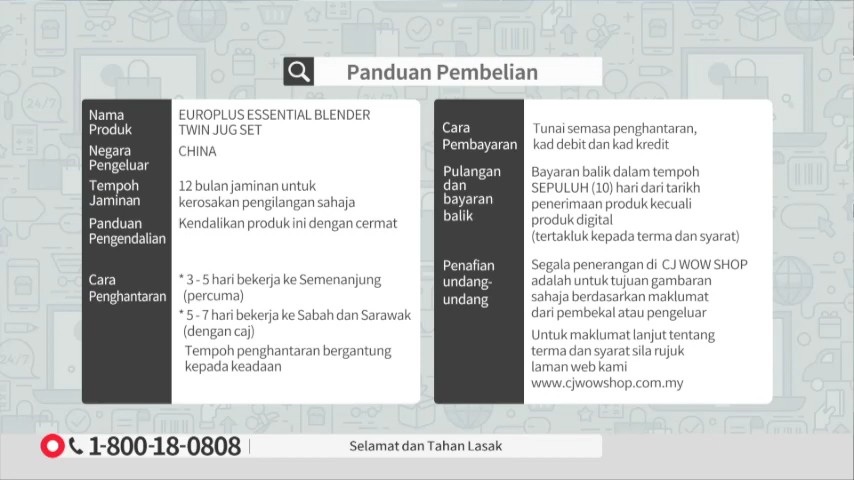 Panduan Pembelian
Nama
Produk
EUROPLUS ESSENTIAL BLENDER
TWIN JUG SET
Negara
Pengeluar
CHINA
Tempoh
Jaminan
12 bulan jaminan untuk
kerosakan pengilangan sahaja
Panduan
Pengendalian
Kendalikan produk ini dengan cermat
Cara
Penghantaran
* 3 - 5 hari bekerja ke Semenanjung
(percuma)
* 5 - 7 hari bekerja ke Sabah dan Sarawak
(dengan caj)
Tempoh penghantaran bergantung
kepada keadaan
Cara
Pembayaran
Tunai semasa penghantaran,
kad debit dan kad kredit
Pulangan
dan
bayaran
balik
Bayaran balik dalam tempoh
SEPULUH (10) hari dari tarikh
penerimaan produk kecuali
produk digital
(tertakluk kepada terma dan syarat)
Penafian
undang-
undang
Segala penerangan di CJ WOW SHOP
adalah untuk tujuan gambaran
sahaja berdasarkan maklumat
dari pembekal atau pengeluar
Untuk maklumat lanjut tentang
terma dan syarat sila rujuk
laman web kami
www.cjwowshop.com.my
1-800-18-0808
Selamat dan Tahan Lasak
24/7
24/7